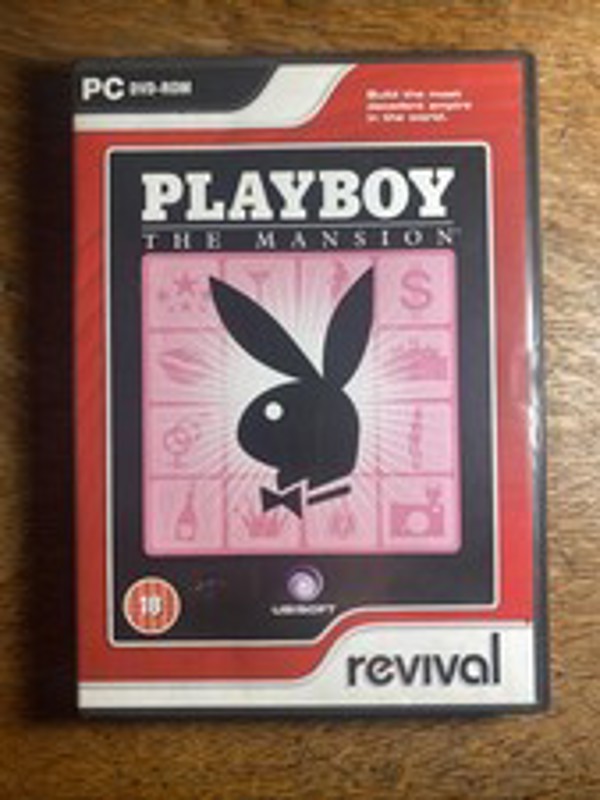 PC DVD-ROM
Build the most
decadent empire
in the world.
PLAYBOY
THE MANSION
S
18
UBISOFT
revival